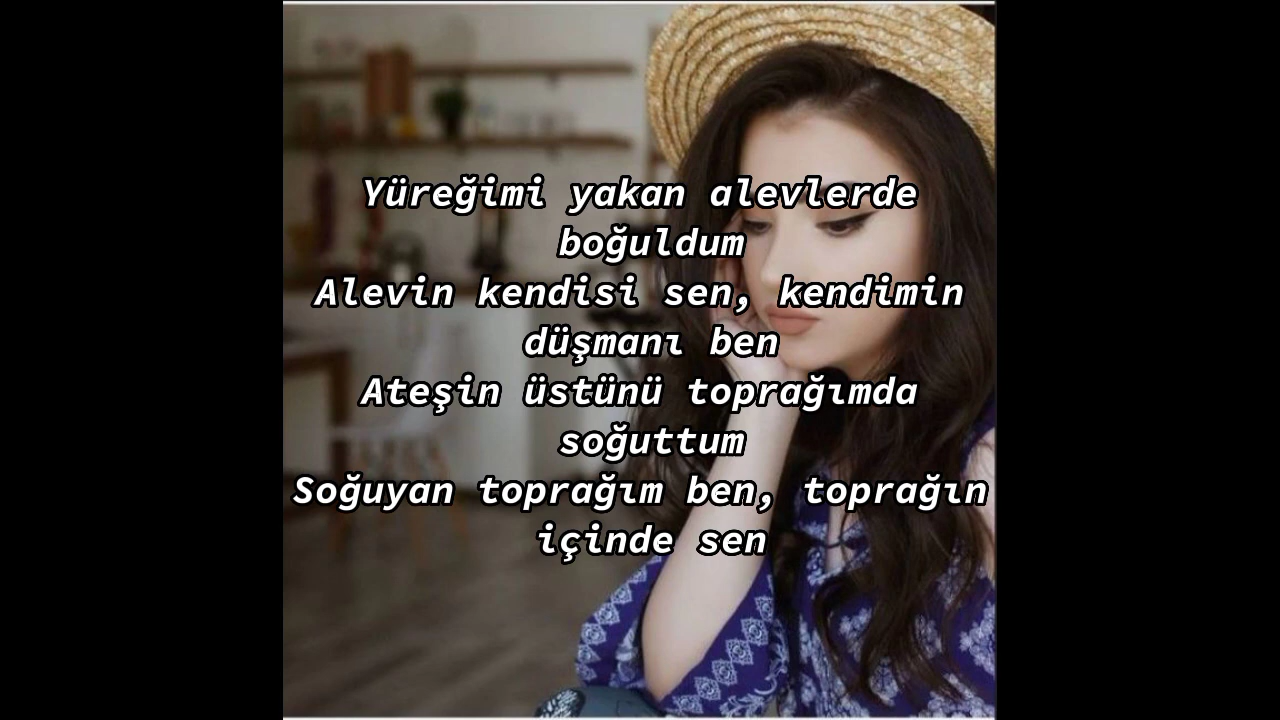 Yüreğimi yakan alevlerde
boğuldum
Alevin kendisi sen, kendimin
düşmanı ben
Ateşin üstünü toprağımda
soğuttum
Soğuyan toprağım ben, toprağın
içinde sen